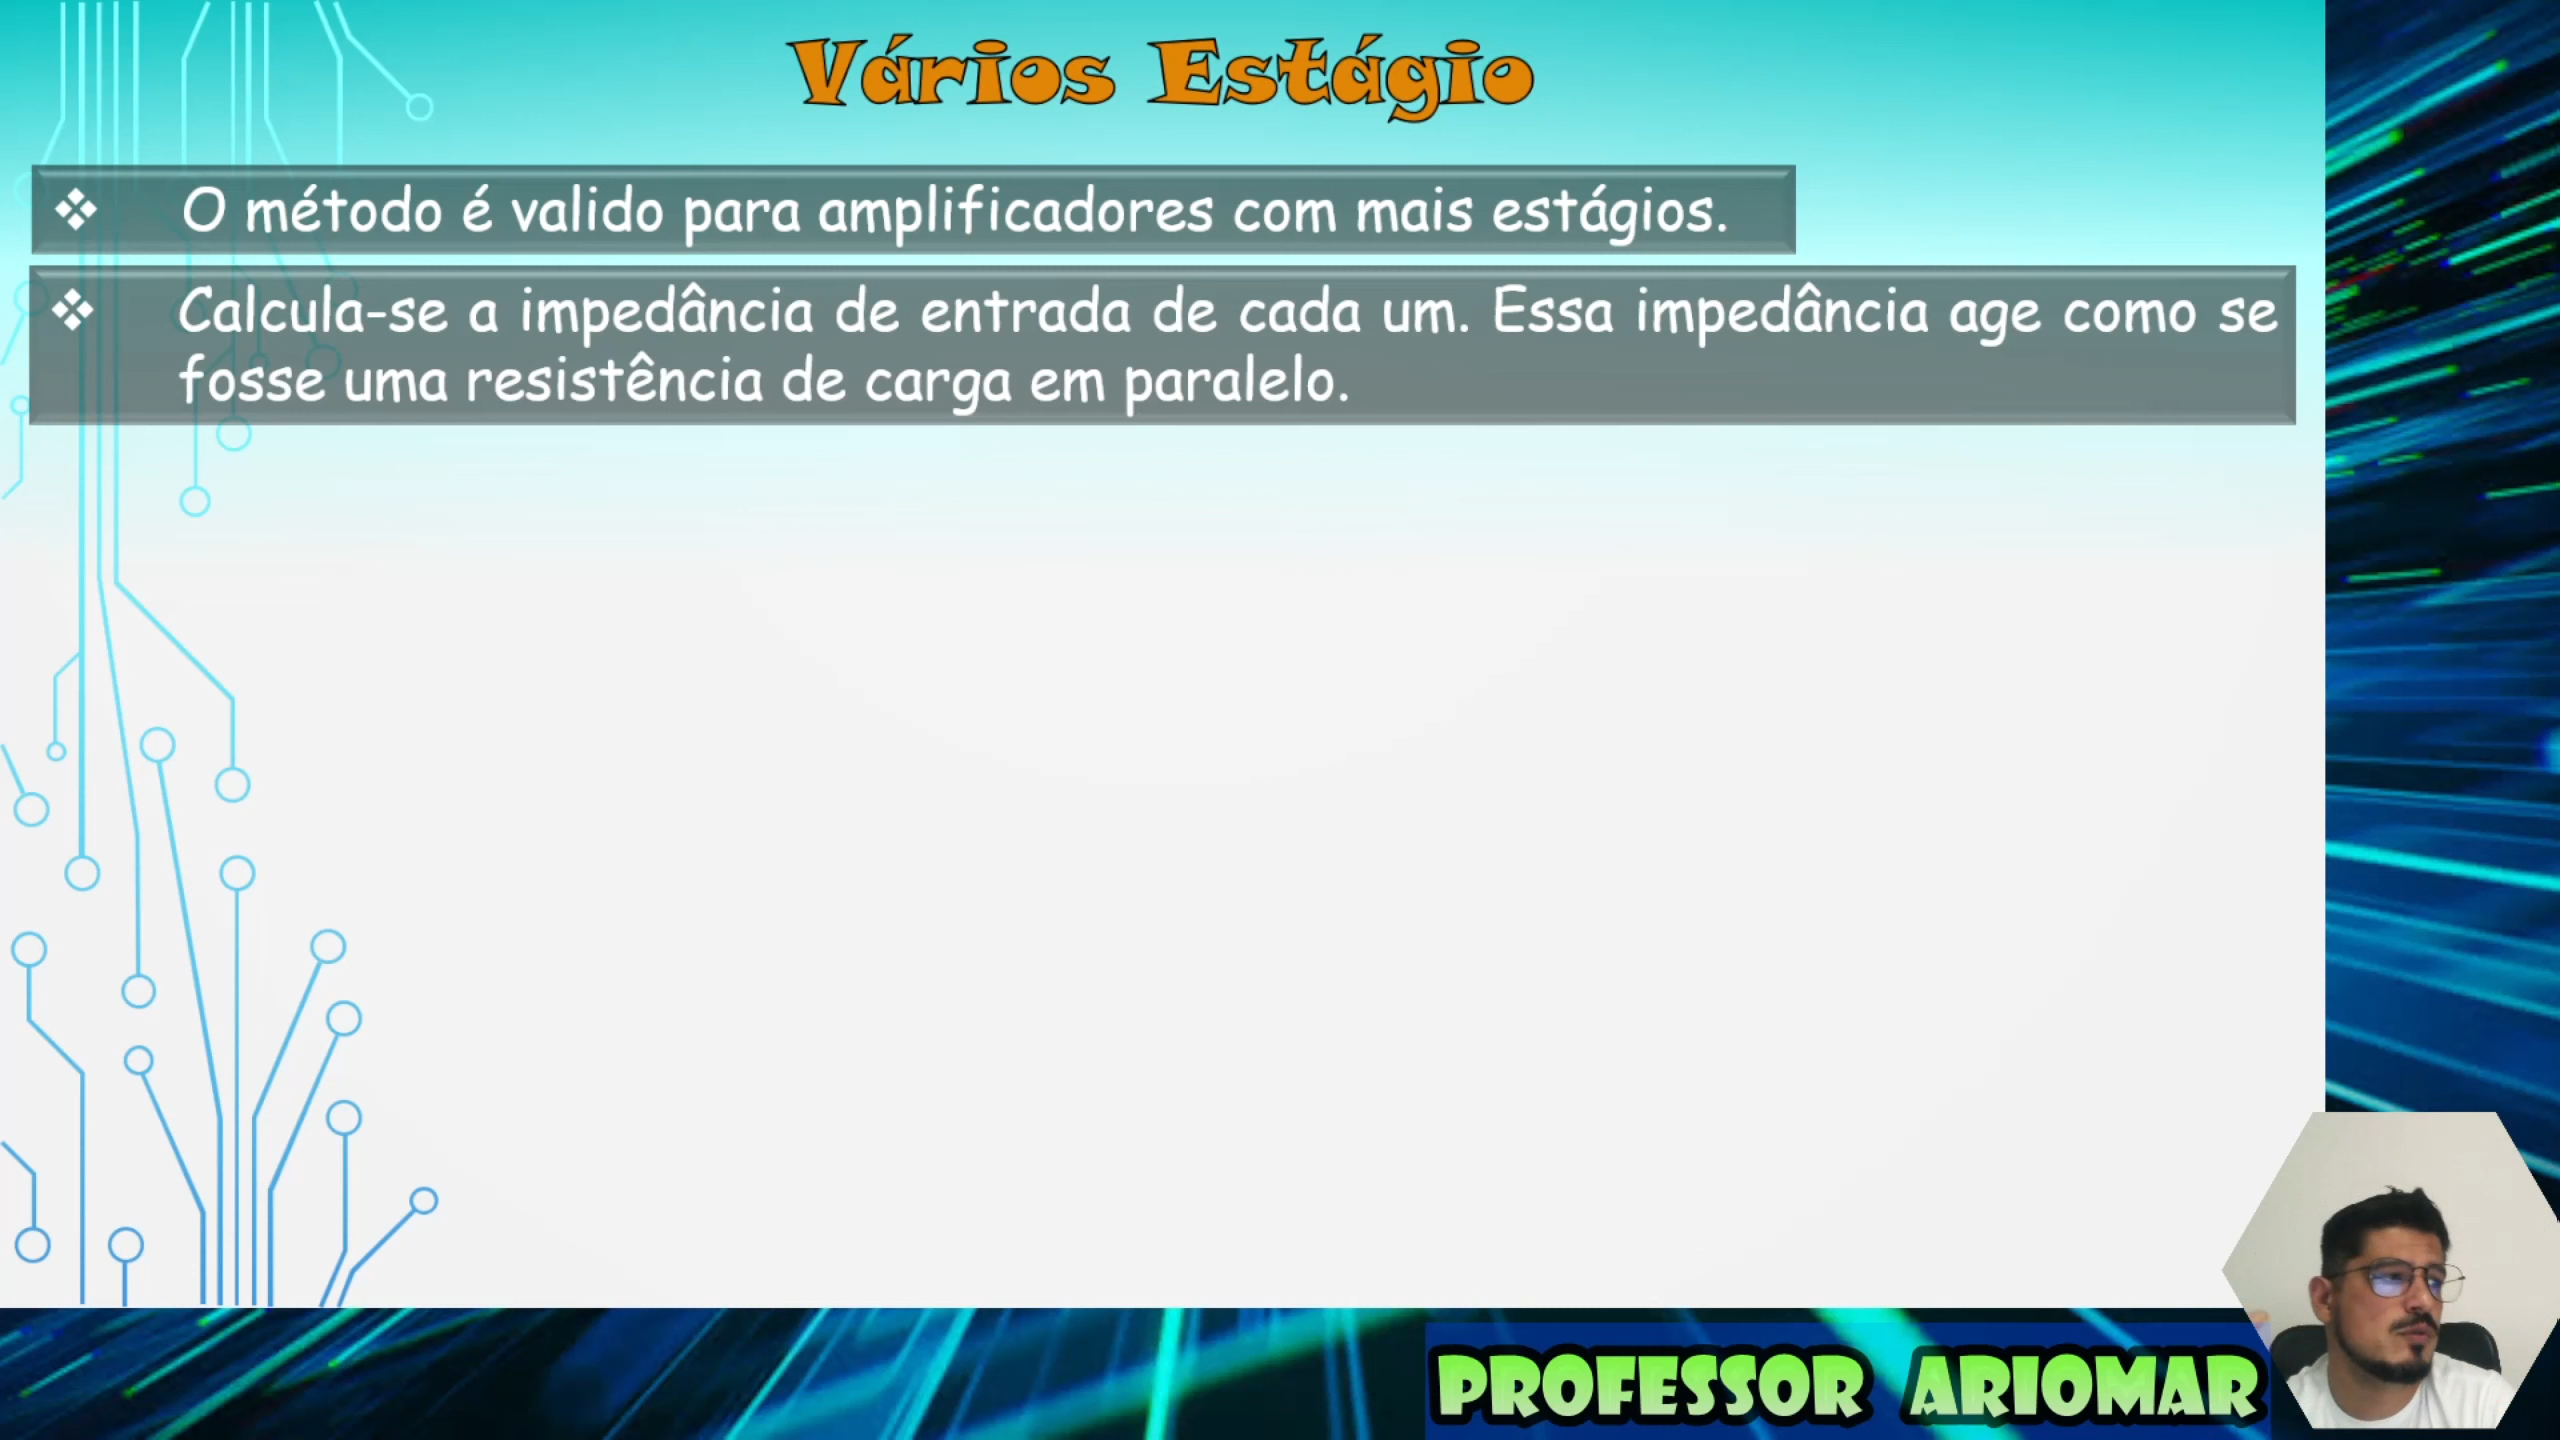 Vários Estágio
❖ O método é valido para amplificadores com mais estágios.
❖ Calcula-se a impedância de entrada de cada um. Essa impedância age como se
fosse uma resistência de carga em paralelo.
PROFESSOR ARIOMAR